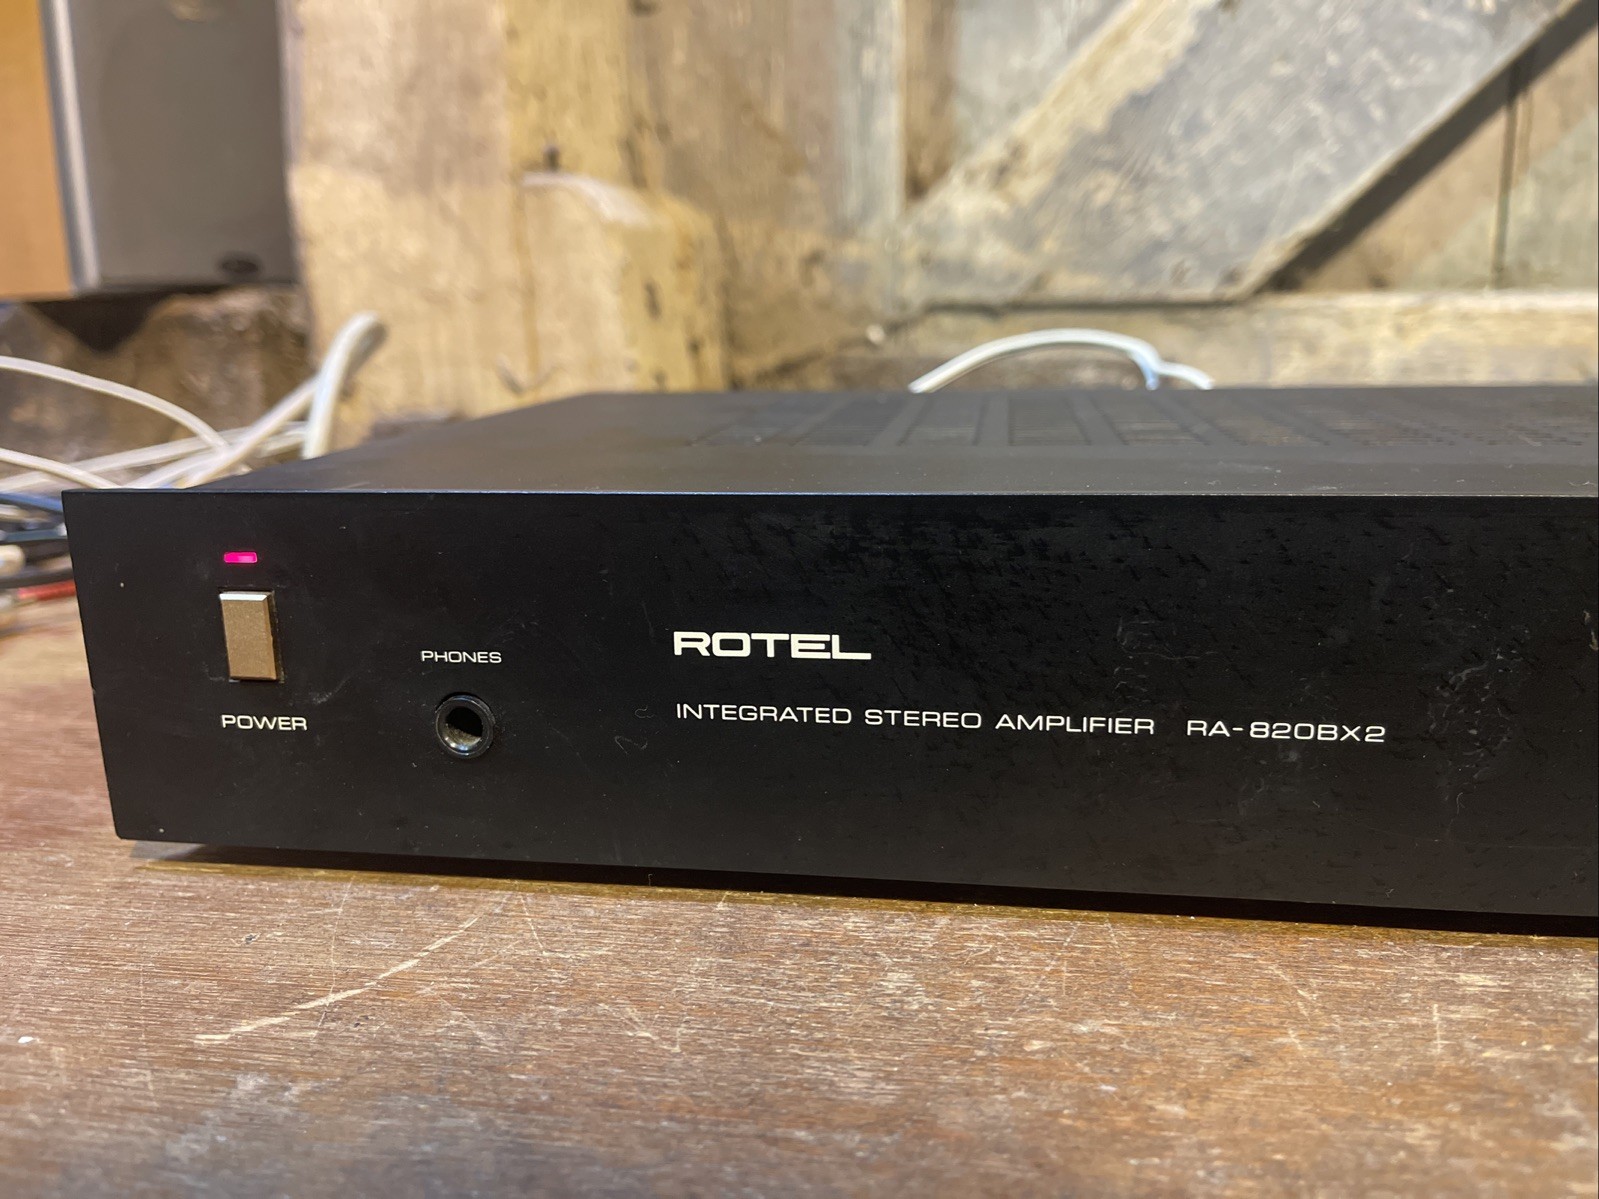 ROTEL
PHONES
INTEGRATED STEREO AMPLIFIER RA-820BX2
POWER